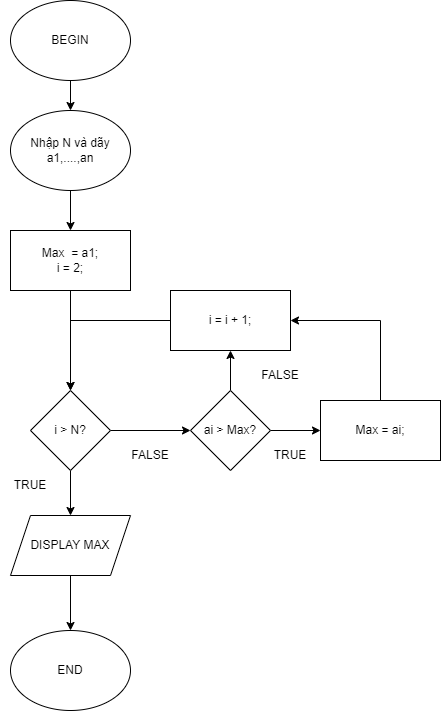 BEGIN
Nhập N và dãy
a1,....,an
Max = a1;
i = 2;
i = i + 1;
FALSE
i > N?
ai > Max?
Max = ai;
FALSE
TRUE
TRUE
DISPLAY MAX
END